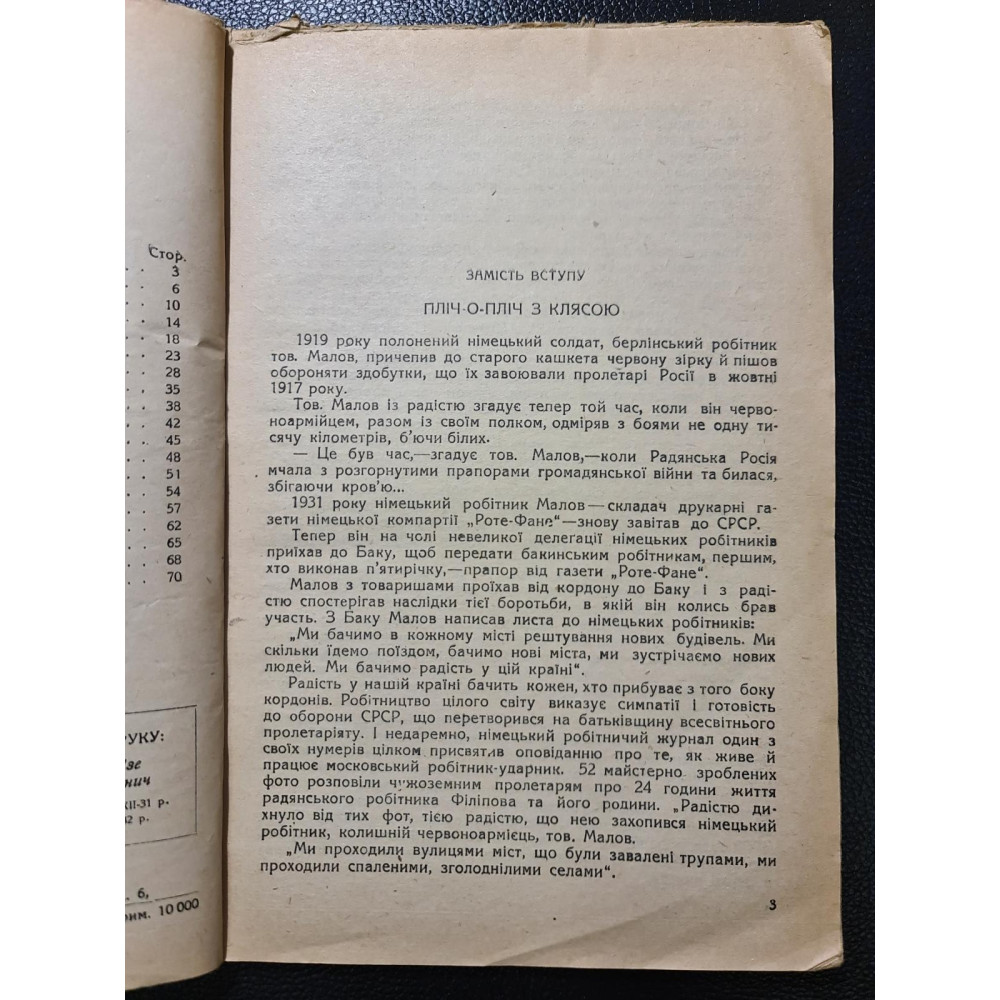 Стор.
3
6
10
14
18
23
28
35
38
42
45
48
51
54
57
62
65
68
70
РУКУ:
ізе
нич
XII-31 р.
32 р.
. 6,
рим. 10 000
ЗАМІСТЬ ВСТУПУ
ПЛІЧ-О-ПЛІЧ З КЛЯСОЮ
1919 року полонений німецький солдат, берлінський робітник
тов. Малов, причепив до старого кашкета червону зірку й пішов
обороняти здобутки, що їх завоювали пролетарі Росії в жовтні
1917 року.
Тов. Малов із радістю згадує тепер той час, коли він черво-
ноармійцем, разом із своїм полком, одміряв з боями не одну ти-
сячу кілометрів, б'ючи білих.
— Це був час,—згадує тов. Малов,—коли Радянська Росія
мчала з розгорнутими прапорами громадянської війни та билася,
збігаючи кров'ю...
1931 року німецький робітник Малов—складач друкарні га-
зети німецької компартії „Роте-Фане“—знову завітав до СРСР.
Тепер він на чолі невеликої делеґації німецьких робітників
приїхав до Баку, щоб передати бакинським робітникам, першим,
хто виконав п'ятирічку,—прапор від газети „Роте-Фане“.
Малов з товаришами проїхав від кордону до Баку і з раді-
стю спостерігав наслідки тієї боротьби, в якій він колись брав
участь. З Баку Малов написав листа до німецьких робітників:
„Ми бачимо в кожному місті рештування нових будівель. Ми
скільки їдемо поїздом, бачимо нові міста, ми зустрічаємо нових
людей. Ми бачимо радість у цій країні“.
Радість у нашій країні бачить кожен, хто прибуває з того боку
кордонів. Робітництво цілого світу виказує симпатії і готовість
до оборони СРСР, що перетворився на батьківщину всесвітнього
пролетаріяту. І недаремно, німецький робітничий журнал один з
своїх нумерів цілком присвятив оповіданню про те, як живе й
працює московський робітник-ударник. 52 майстерно зроблених
фото розповіли чужоземним пролетарям про 24 години життя
радянського робітника Філіпова та його родини. „Радістю ди-
хнуло від тих фот, тією радістю, що нею захопився німецький
робітник, колишній червоноармієць, тов. Малов.
„Ми проходили вулицями міст, що були завалені трупами, ми
проходили спаленими, зголоднілими селами“.
3